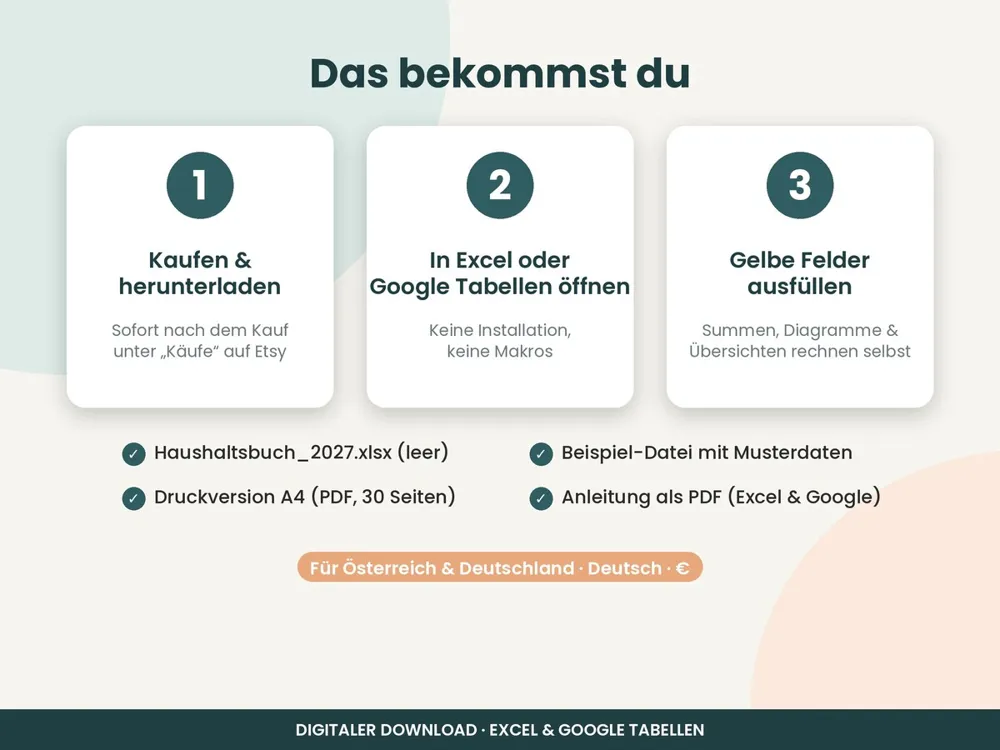 Das bekommst du
1
Kaufen &
herunterladen
Sofort nach dem Kauf
unter „Käufe“ auf Etsy
2
In Excel oder
Google Tabellen öffnen
Keine Installation,
keine Makros
3
Gelbe Felder
ausfüllen
Summen, Diagramme &
Übersichten rechnen selbst
✓ Haushaltsbuch_2027.xlsx (leer)
✓ Beispiel-Datei mit Musterdaten
✓ Druckversion A4 (PDF, 30 Seiten)
✓ Anleitung als PDF (Excel & Google)
Für Österreich & Deutschland · Deutsch · €
DIGITALER DOWNLOAD · EXCEL & GOOGLE TABELLEN